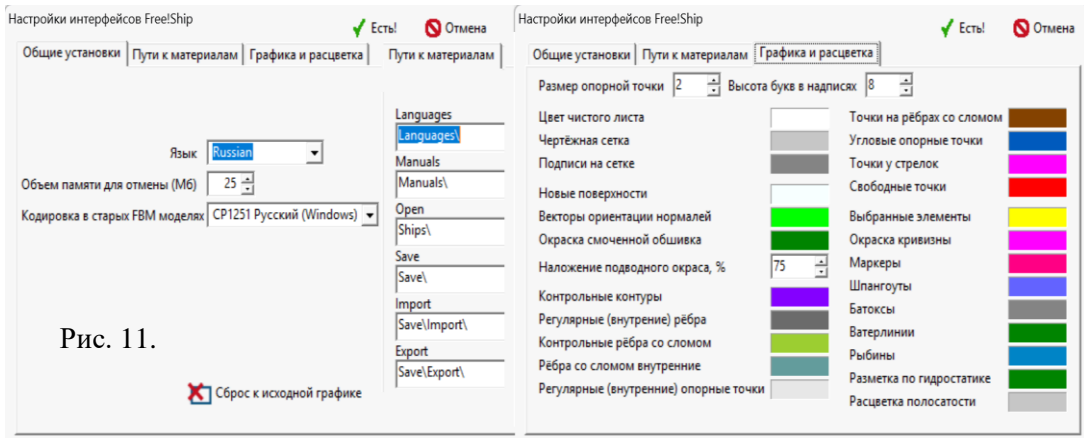 Настройки интерфейсов Free!Ship
Есть! Отмена
Общие установки Пути к материалам Графика и расцветка Пути к материалам
Languages
Languages\
Язык Russian
Manuals
Manuals\
Объем памяти для отмены (Мб) 25
Кодировка в старых FBM моделях CP1251 Русский (Windows)
Open
Ships\
Save
Save\
Import
Save\Import\
Export
Save\Export\
Рис. 11.
Сброс к исходной графике
Настройки интерфейсов Free!Ship
Есть! Отмена
Общие установки Пути к материалам Графика и расцветка
Размер опорной точки 2 Высота букв в надписях 8
Цвет чистого листа
Чертёжная сетка
Подписи на сетке
Новые поверхности
Векторы ориентации нормалей
Окраска смоченной обшивки
Наложение подводного окраса, % 75
Контрольные контуры
Регулярные (внутрение) рёбра
Контрольные рёбра со сломом
Рёбра со сломом внутренние
Регулярные (внутренние) опорные точки
Точки на рёбрах со сломом
Угловые опорные точки
Точки у стрелок
Свободные точки
Выбранные элементы
Окраска кривизны
Маркеры
Шпангоуты
Батоксы
Ватерлинии
Рыбины
Разметка по гидростатике
Расцветка полосатости